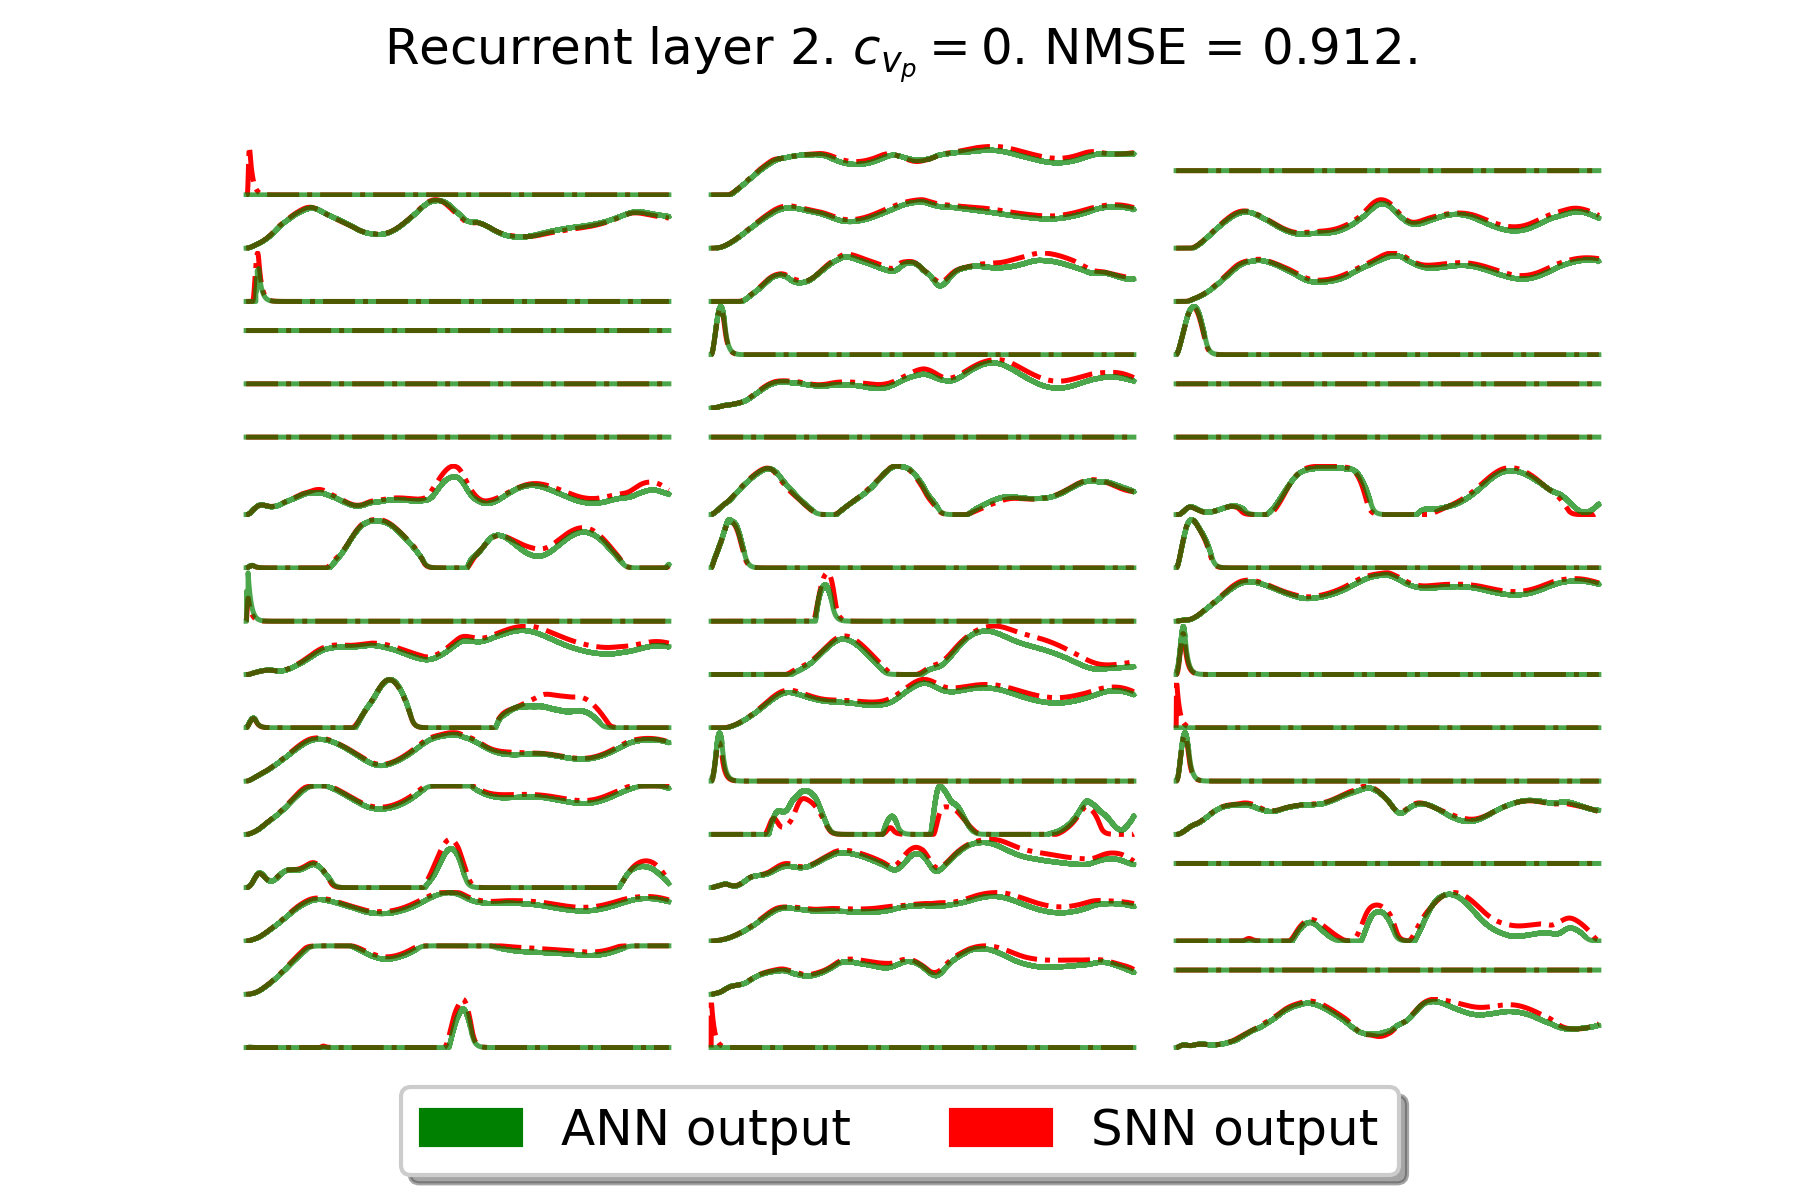 Recurrent layer 2. $c_{v_p} = 0$. NMSE = 0.912.
ANN output
SNN output